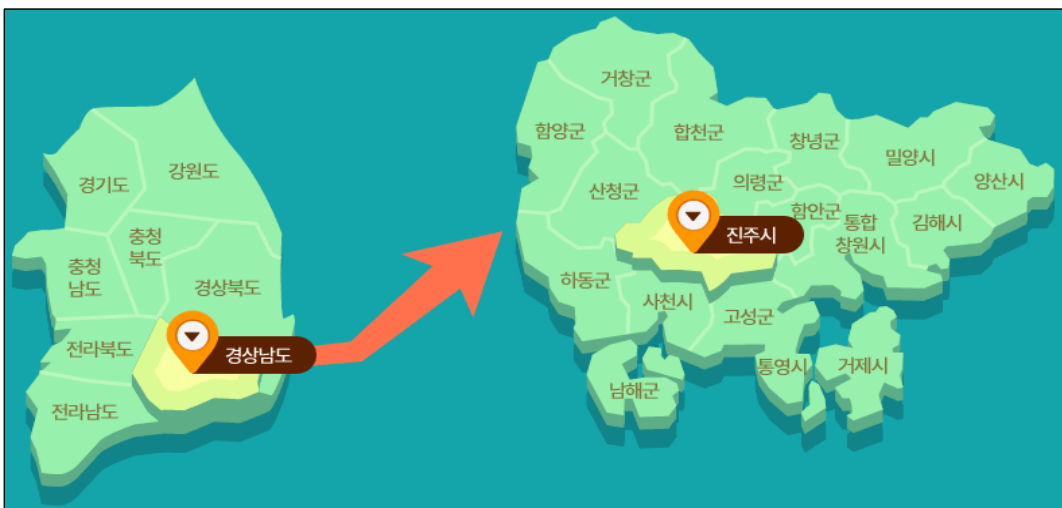 경기도
강원도
충청
북도
충청
남도
경상북도
전라북도
경상남도
전라남도
거창군
함양군
합천군
창녕군
밀양시
양산시
산청군
의령군
함안군
통합
창원시
김해시
진주시
하동군
사천시
고성군
남해군
통영시
거제시